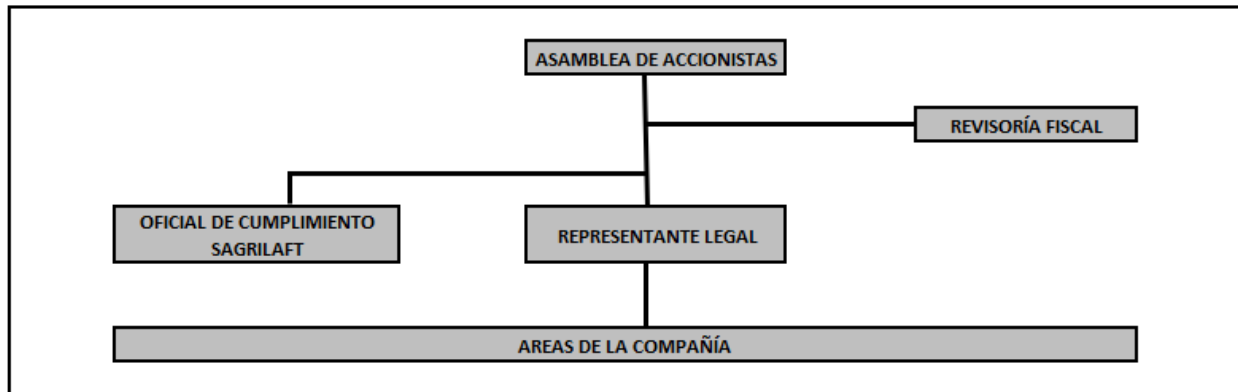 ASAMBLEA DE ACCIONISTAS
REVISORÍA FISCAL
OFICIAL DE CUMPLIMIENTO
SAGRILAFT
REPRESENTANTE LEGAL
AREAS DE LA COMPAÑÍA